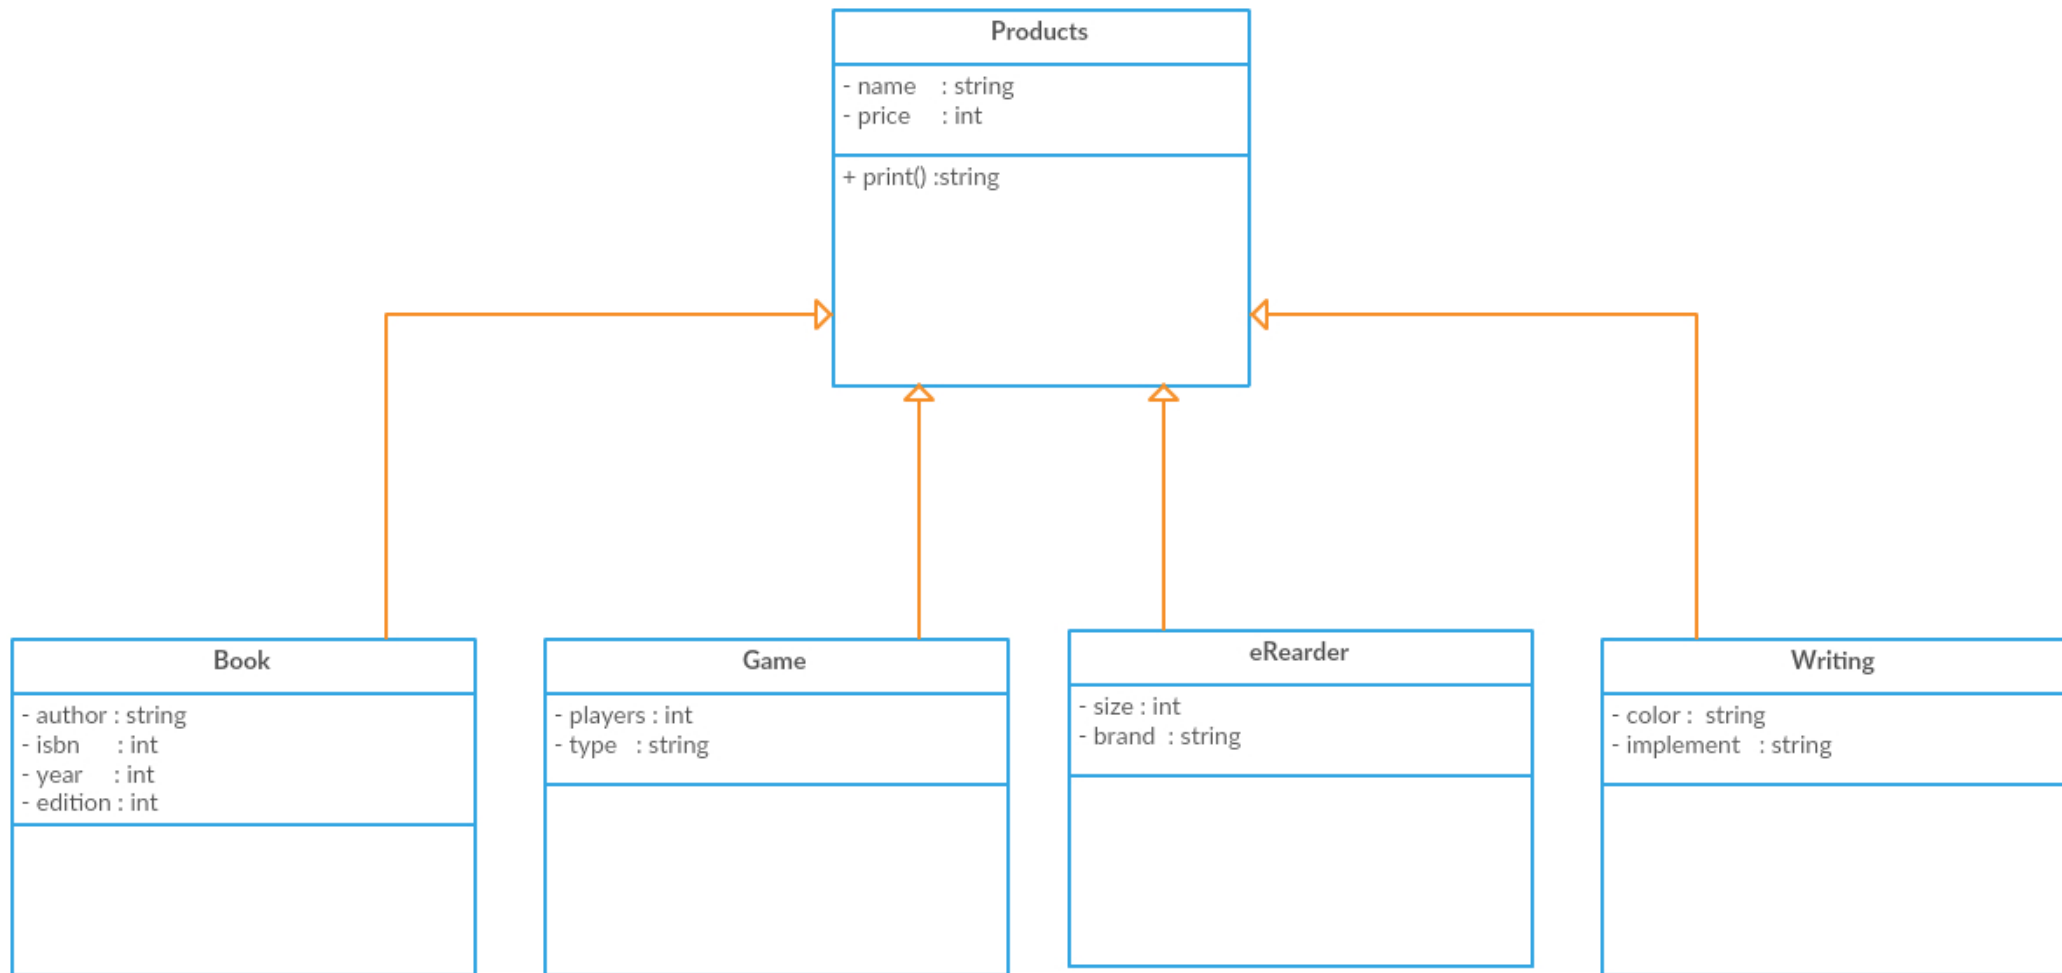 Products
- name : string
- price : int
+ print() :string
Book
- author : string
- isbn : int
- year : int
- edition : int
Game
- players : int
- type : string
eRearder
- size : int
- brand : string
Writing
- color : string
- implement : string